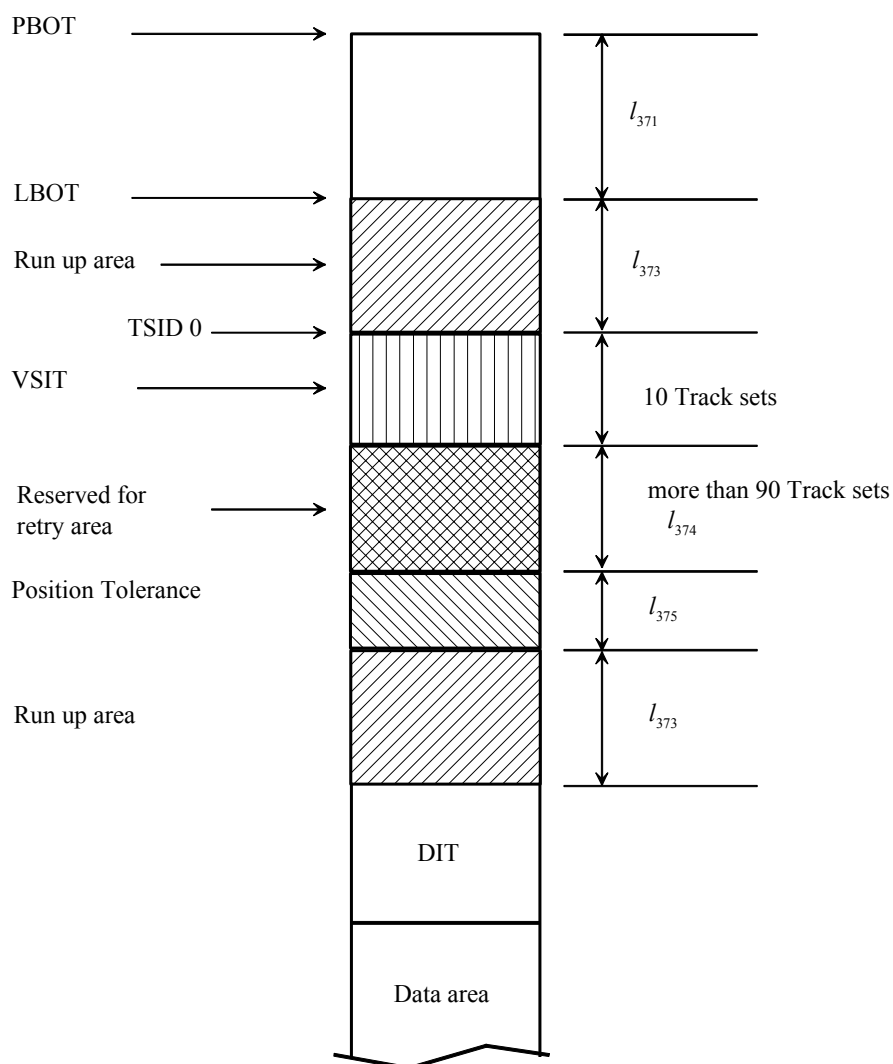 PBOT
l371
LBOT
Run up area
l373
TSID 0
VSIT
10 Track sets
Reserved for
retry area
more than 90 Track sets
l374
Position Tolerance
l375
Run up area
l373
DIT
Data area